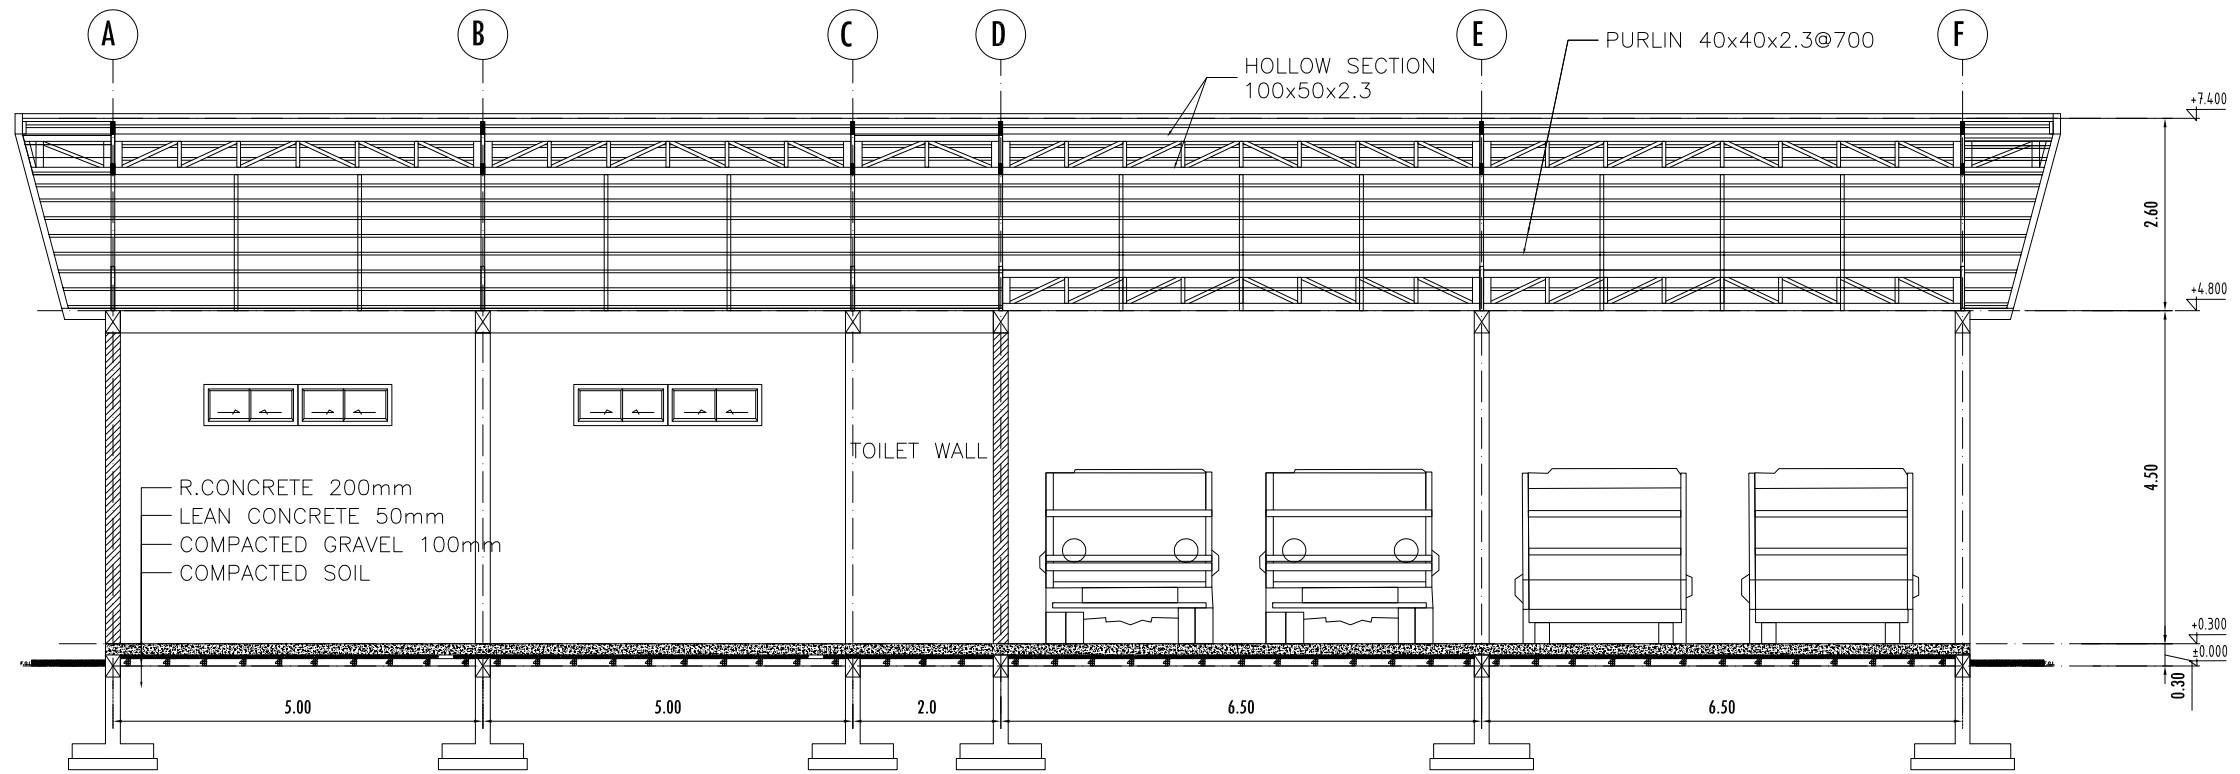 A B C D E F
PURLIN 40x40x2.3@700
HOLLOW SECTION
100x50x2.3
+7.400
2.60
+4.800
4.50
TOILET WALL
R.CONCRETE 200mm
LEAN CONCRETE 50mm
COMPACTED GRAVEL 100mm
COMPACTED SOIL
+0.300
±0.000
0.30
5.00 5.00 2.0 6.50 6.50